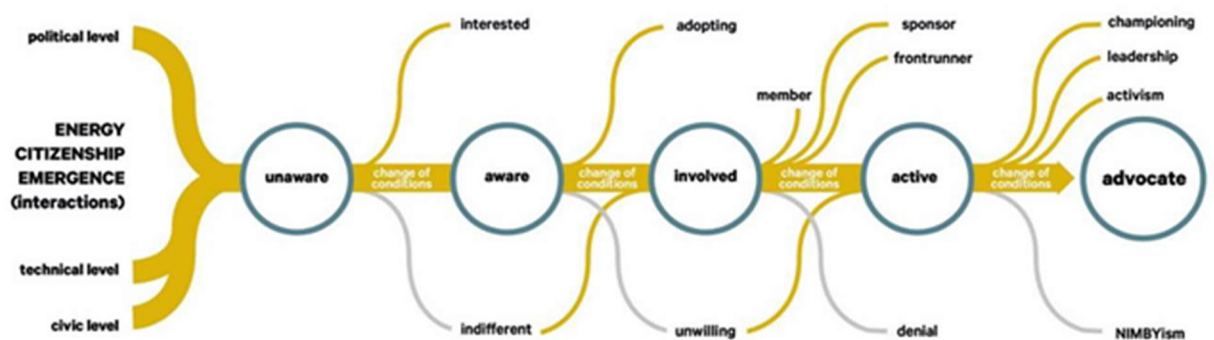 political level
ENERGY
CITIZENSHIP
EMERGENCE
(interactions)
technical level
civic level
unaware
interested
change of
conditions
indifferent
aware
adopting
change of
conditions
unwilling
involved
member
sponsor
frontrunner
change of
conditions
denial
active
championing
leadership
activism
change of
conditions
NIMBYism
advocate